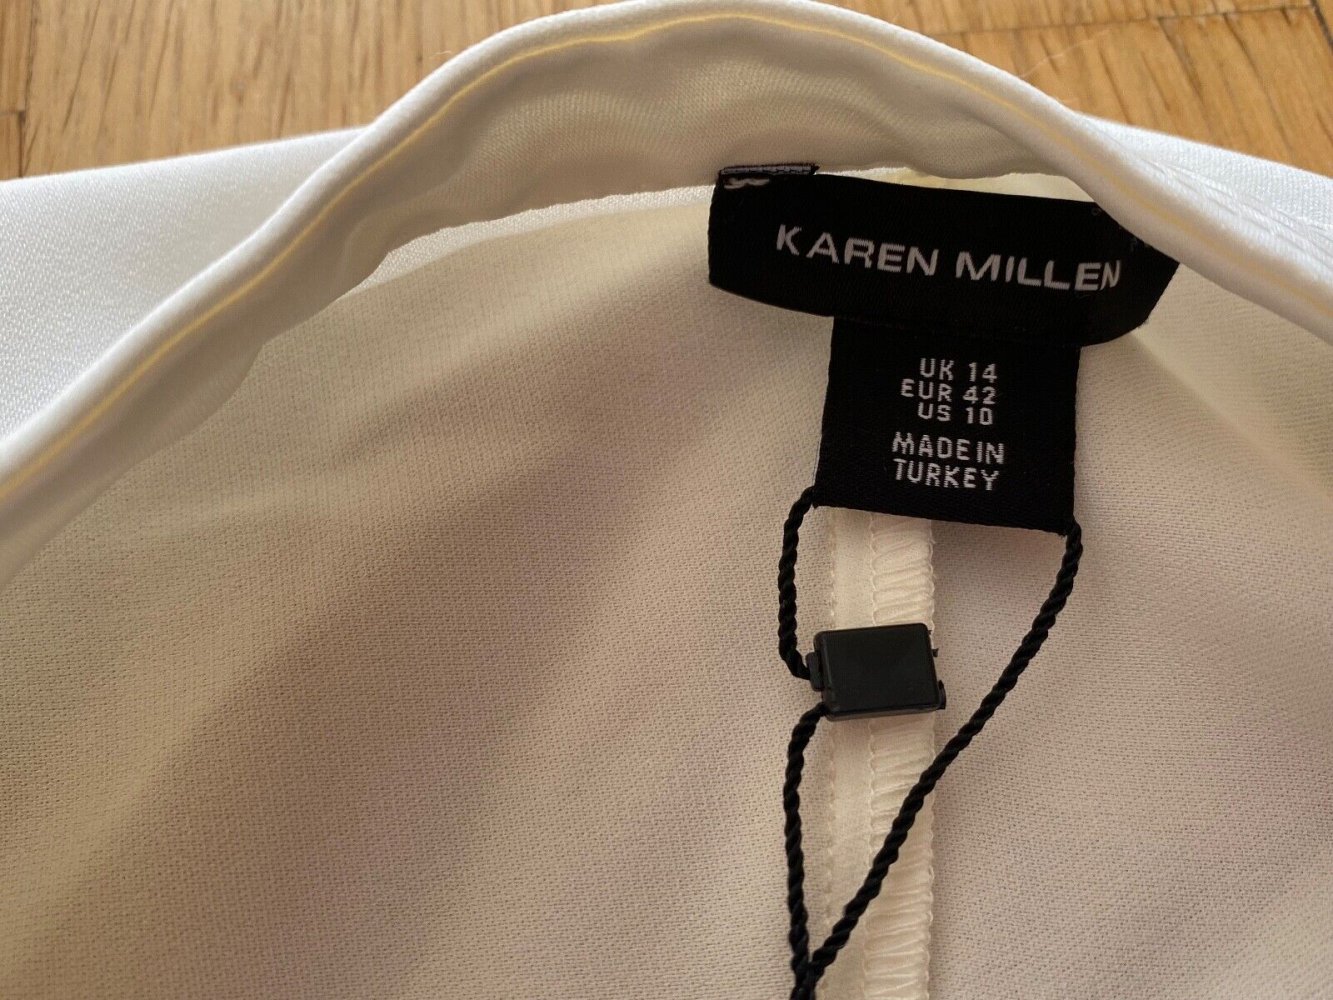 KAREN MILLEN
UK 14
EUR 42
US 10
MADE IN
TURKEY